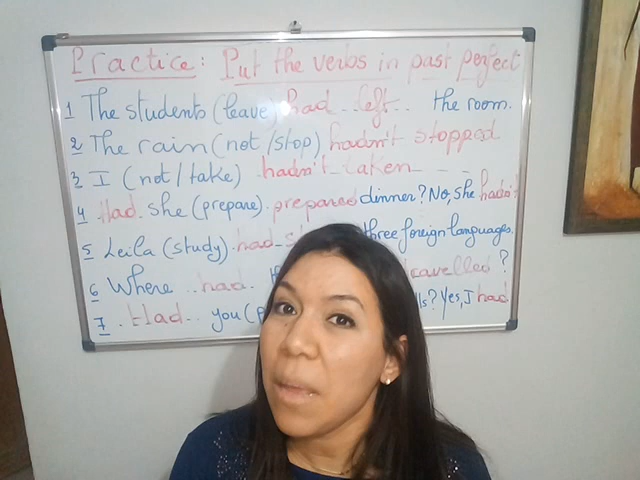 Practice: Put the verbs in past perfect
1 The students (leave) had..left.. the room.
2 The rain (not/stop) hadn't stopped
3 I (not/take) .hadn't..taken...
4 Had. she (prepare). prepared dinner? No, she hadn't
5 Leila (study). had three foreign languages.
6 Where ..had. travelled?
7 . Had.. you ? Yes, I had